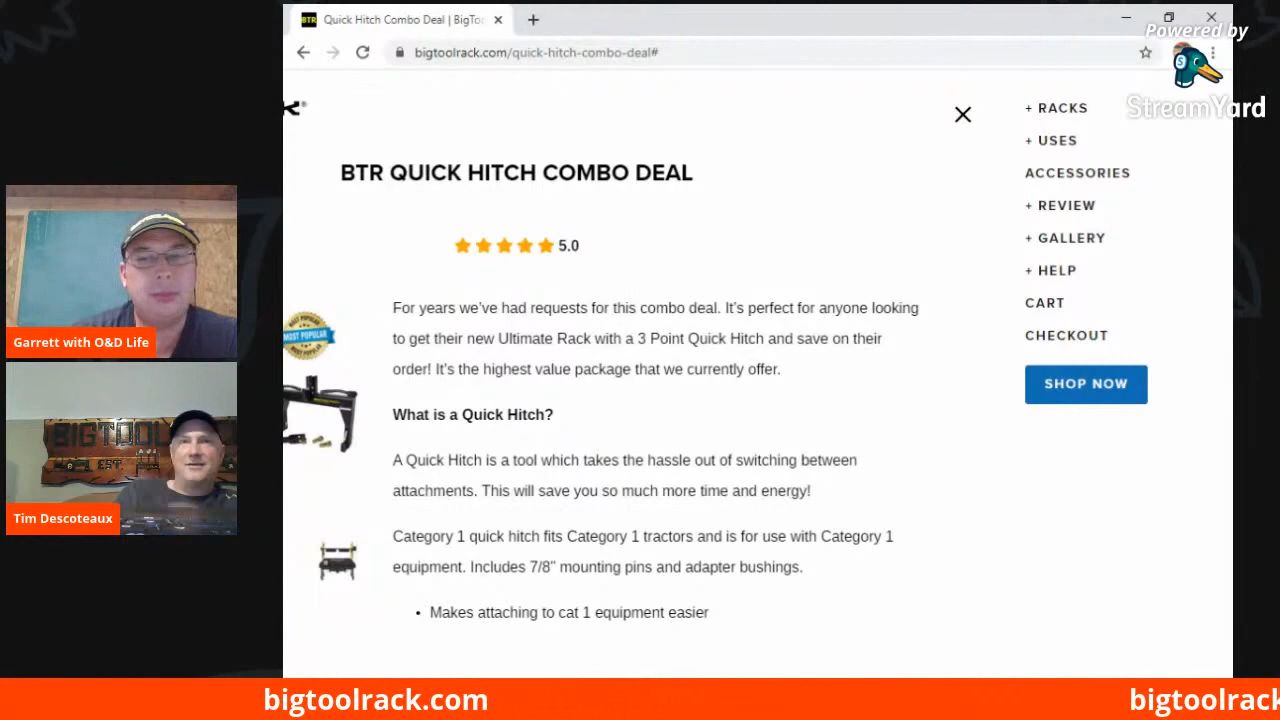 BTR
Quick Hitch Combo Deal | BigToo
bigtoolrack.com/quick-hitch-combo-deal#
Powered by
StreamYard
K®
+ RACKS
+ USES
ACCESSORIES
+ REVIEW
+ GALLERY
+ HELP
CART
CHECKOUT
SHOP NOW
BTR QUICK HITCH COMBO DEAL
5.0
For years we've had requests for this combo deal. It's perfect for anyone looking
to get their new Ultimate Rack with a 3 Point Quick Hitch and save on their
order! It's the highest value package that we currently offer.
MOST POPULAR
What is a Quick Hitch?
A Quick Hitch is a tool which takes the hassle out of switching between
attachments. This will save you so much more time and energy!
Category 1 quick hitch fits Category 1 tractors and is for use with Category 1
equipment. Includes 7/8" mounting pins and adapter bushings.
• Makes attaching to cat 1 equipment easier
Garrett with O&D Life
BIGTOOL
EST
Tim Descoteaux
bigtoolrack.com
bigtoolrack